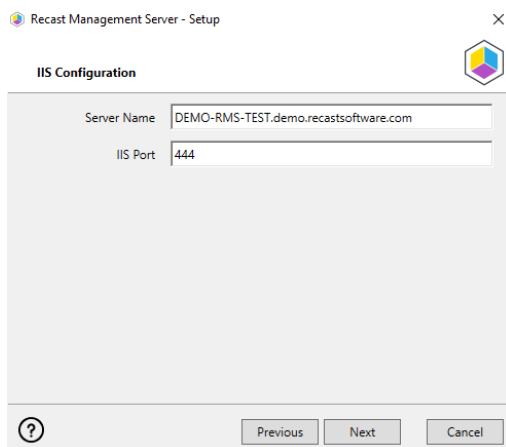 Recast Management Server - Setup
IIS Configuration
Server Name DEMO-RMS-TEST.demo.recastsoftware.com
IIS Port 444
? Previous Next Cancel